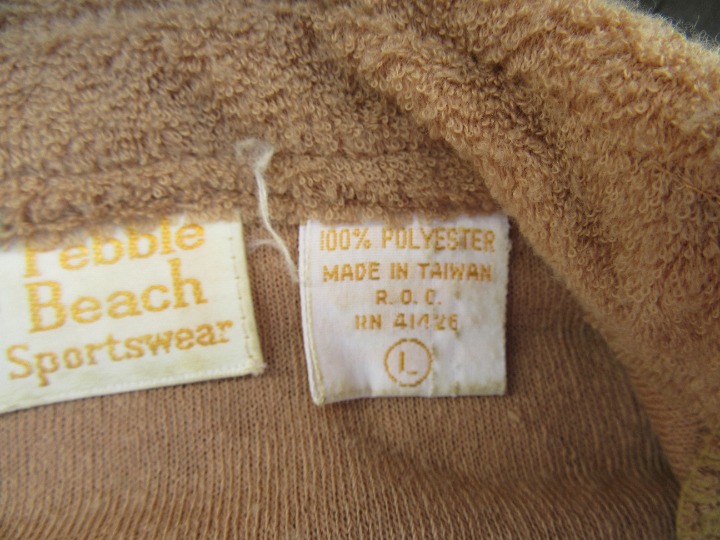 Pebble
Beach
Sportswear
100% POLYESTER
MADE IN TAIWAN
R. O. C.
RN 41426
L